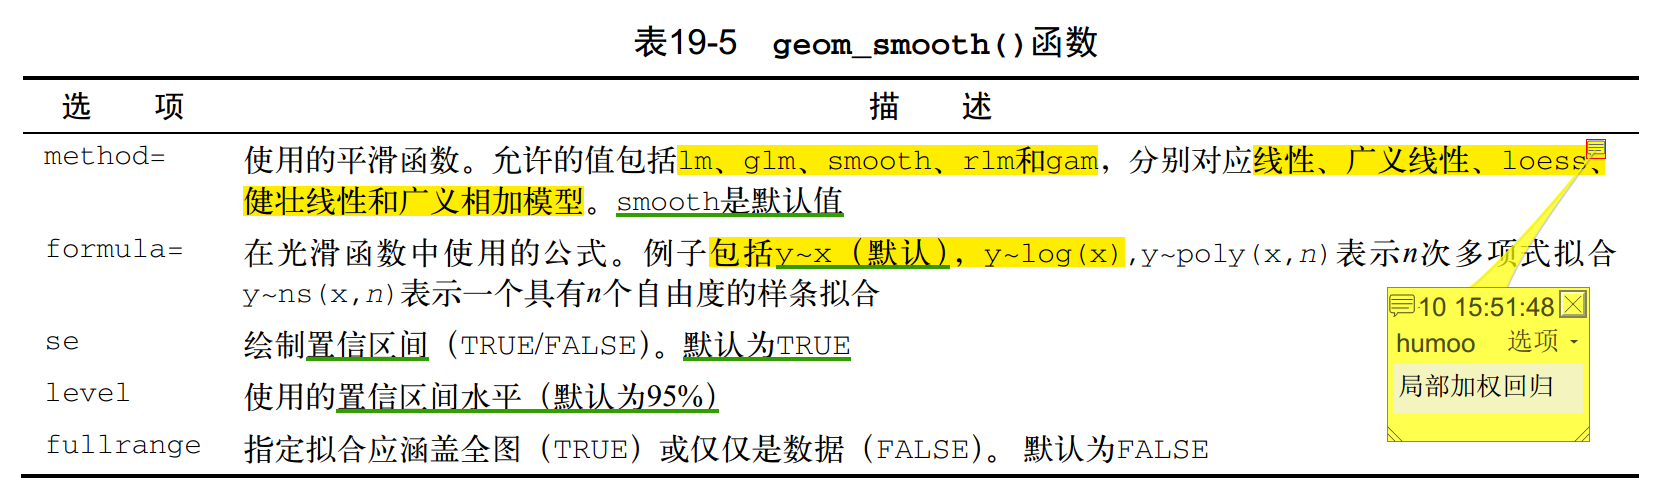 表19-5 geom_smooth()函数
选 项 描 述
method= 使用的平滑函数。允许的值包括lm、glm、smooth、rlm和gam，分别对应线性、广义线性、loess、
健壮线性和广义相加模型。smooth是默认值
formula= 在光滑函数中使用的公式。例子包括y~x（默认），y~log(x),y~poly(x,n)表示n次多项式拟合
y~ns(x,n)表示一个具有n个自由度的样条拟合
se 绘制置信区间（TRUE/FALSE）。默认为TRUE
level 使用的置信区间水平（默认为95%）
fullrange 指定拟合应涵盖全图（TRUE）或仅仅是数据（FALSE）。默认为FALSE
10 15:51:48
humoo 选项
局部加权回归